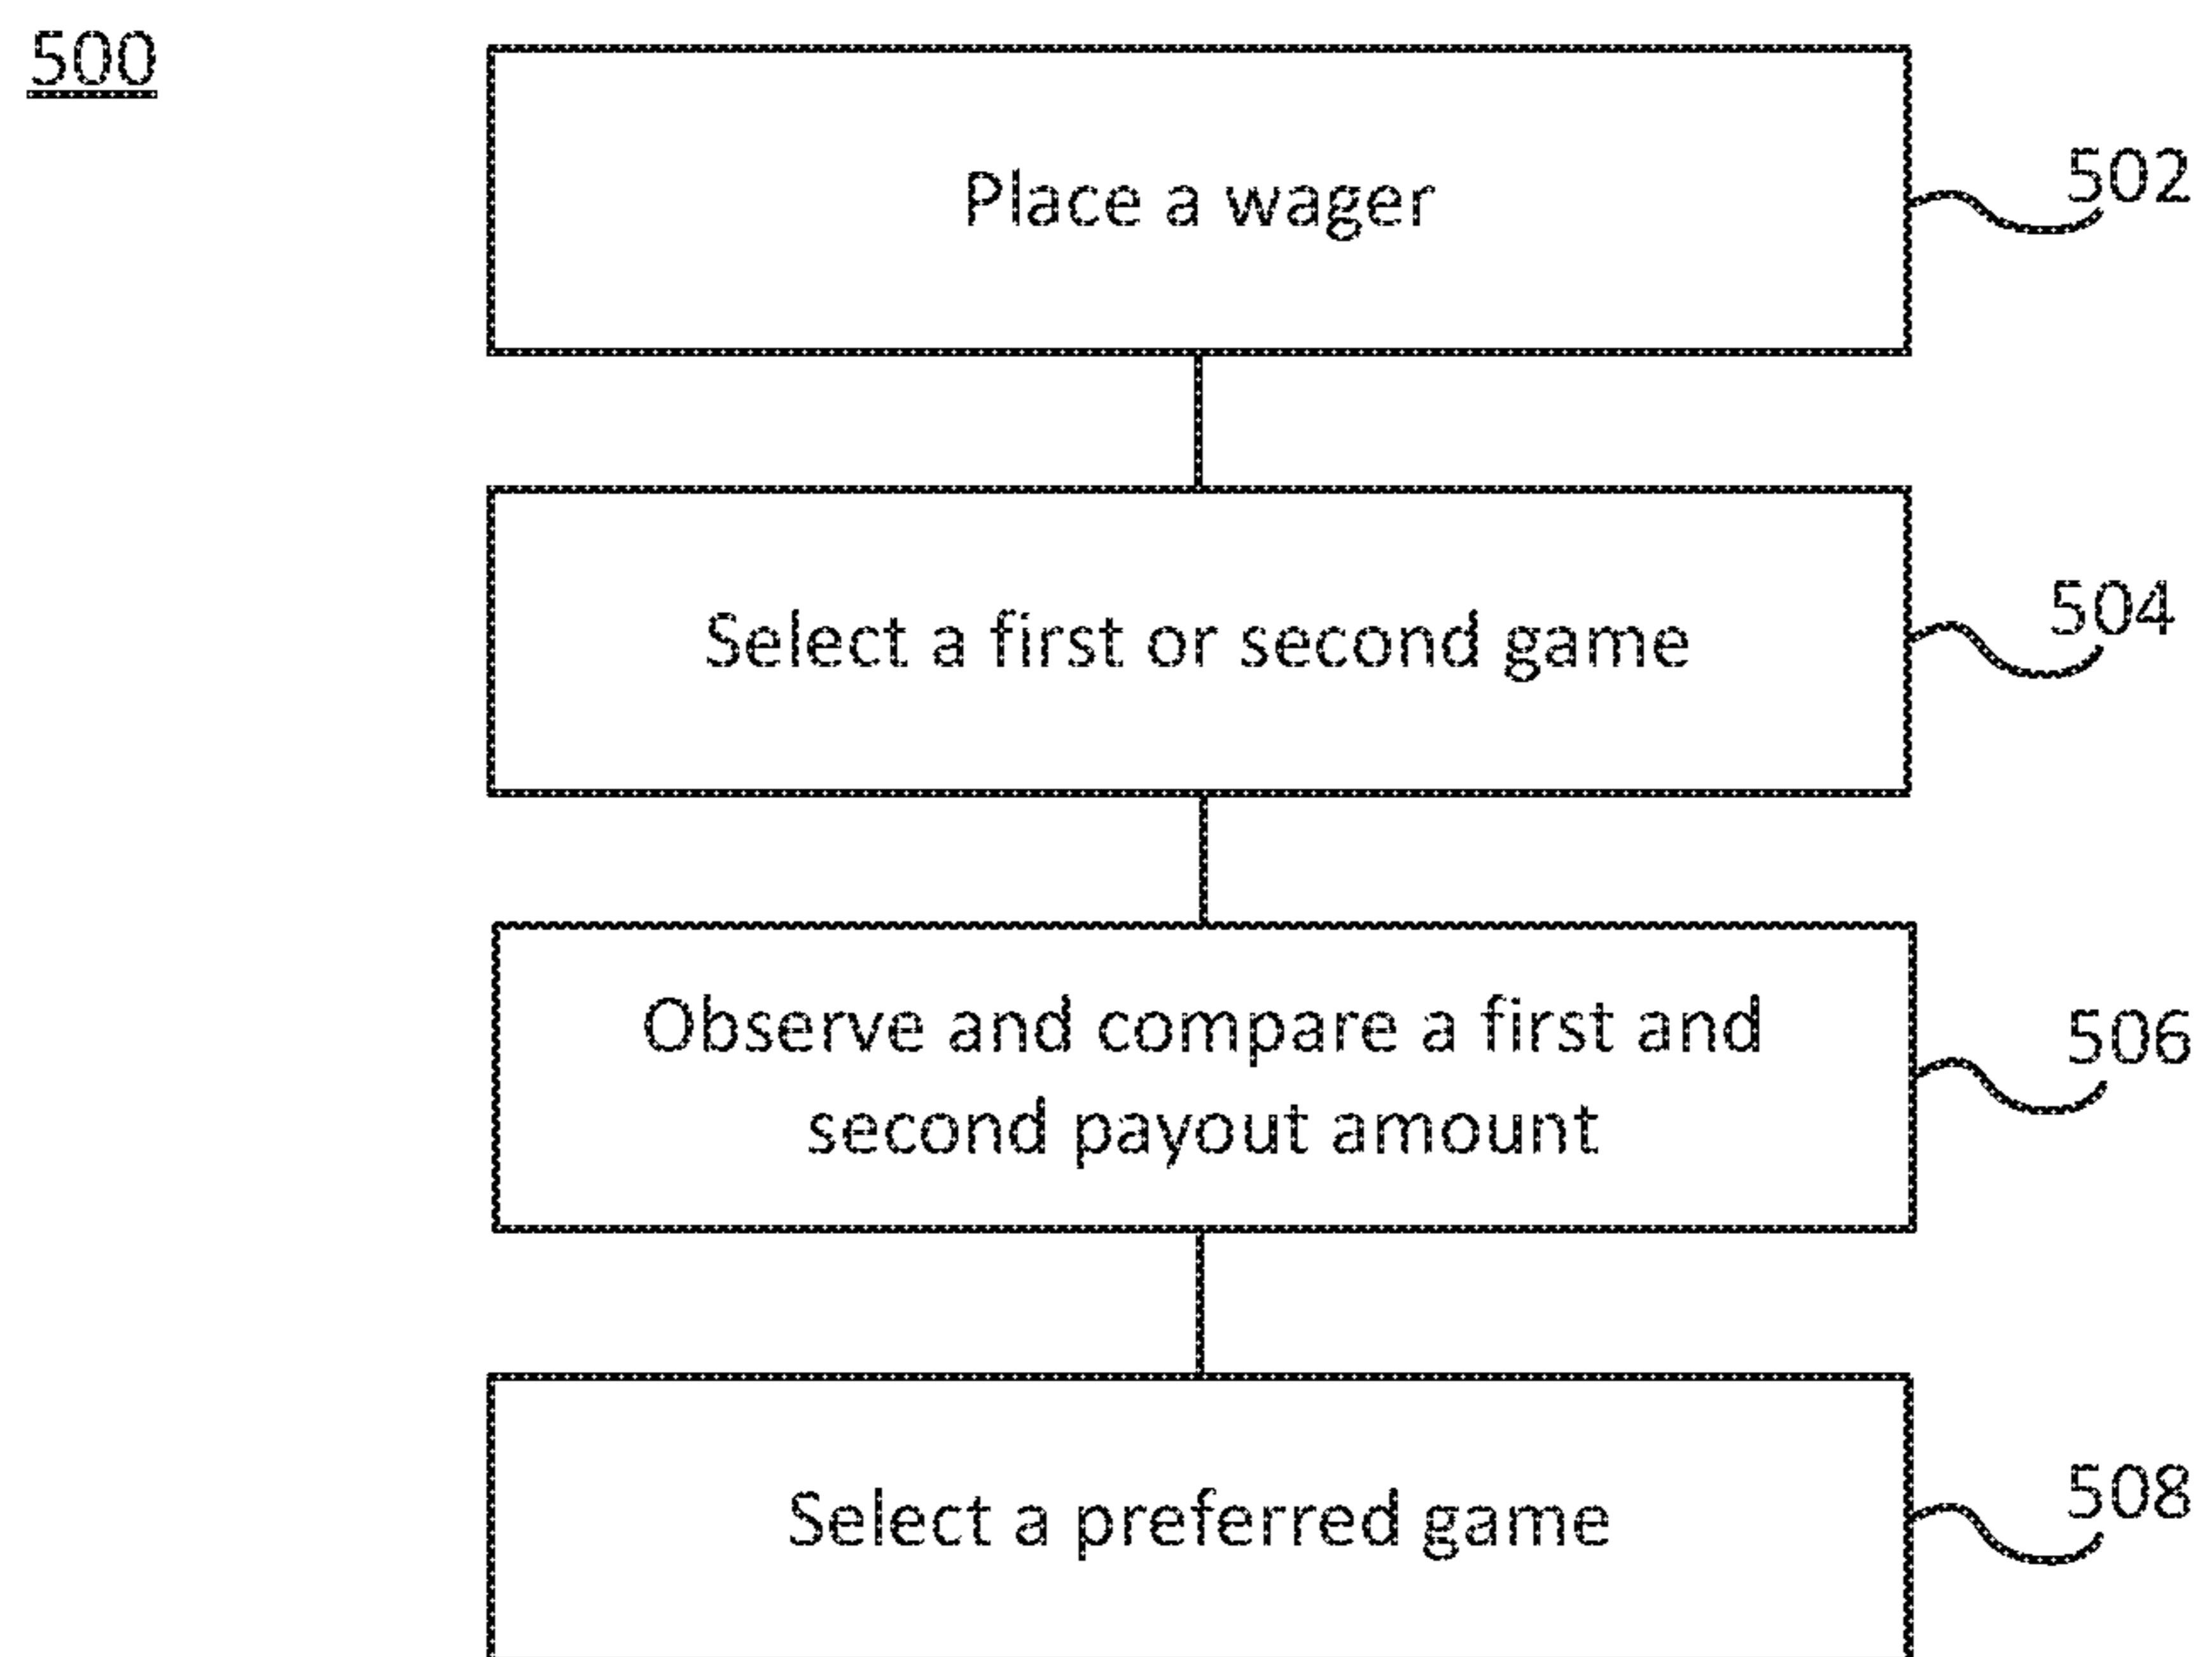 500
Place a wager
502
Select a first or second game
504
Observe and compare a first and
second payout amount
506
Select a preferred game
508